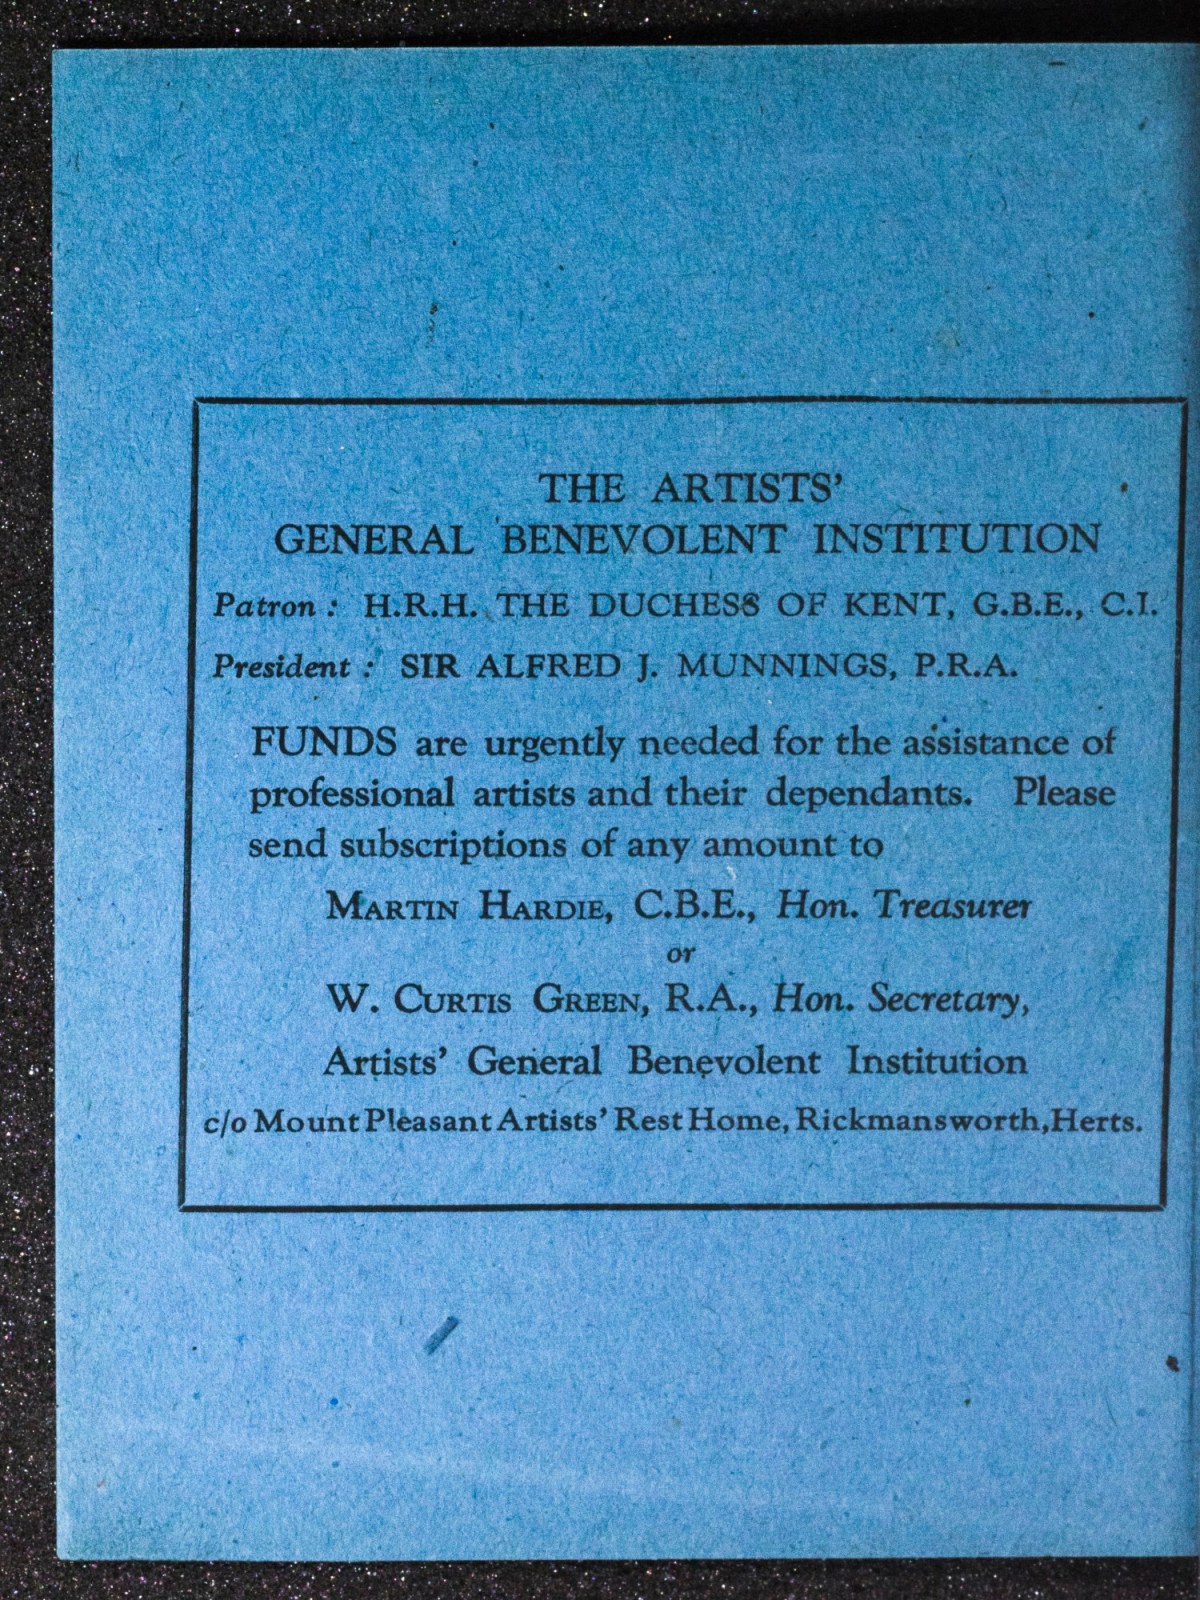 THE ARTISTS'
GENERAL BENEVOLENT INSTITUTION
Patron : H.R.H. THE DUCHESS OF KENT, G.B.E., C.I.
President : SIR ALFRED J. MUNNINGS, P.R.A.
FUNDS are urgently needed for the assistance of
professional artists and their dependants. Please
send subscriptions of any amount to
MARTIN HARDIE, C.B.E., Hon. Treasurer
or
W. CURTIS GREEN, R.A., Hon. Secretary,
Artists' General Benevolent Institution
c/o Mount Pleasant Artists' Rest Home, Rickmansworth, Herts.